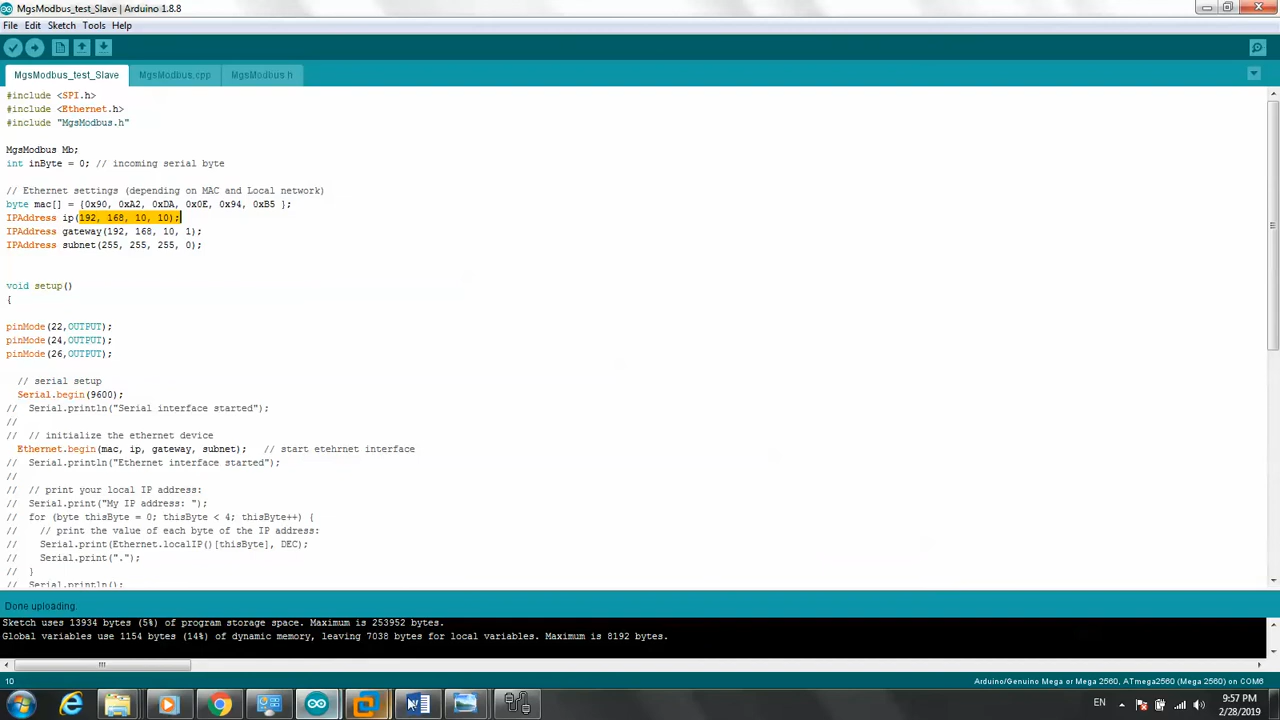 MgsModbus_test_Slave | Arduino 1.8.8
File Edit Sketch Tools Help
MgsModbus_test_Slave MgsModbus.cpp MgsModbus.h
#include <SPI.h>
#include <Ethernet.h>
#include "MgsModbus.h"
MgsModbus Mb;
int inByte = 0; // incoming serial byte
// Ethernet settings (depending on MAC and Local network)
byte mac[] = {0x90, 0xA2, 0xDA, 0x0E, 0x94, 0xB5 };
IPAddress ip(192, 168, 10, 10);
IPAddress gateway(192, 168, 10, 1);
IPAddress subnet(255, 255, 255, 0);
void setup()
{
pinMode(22,OUTPUT);
pinMode(24,OUTPUT);
pinMode(26,OUTPUT);
// serial setup
Serial.begin(9600);
// Serial.println("Serial interface started");
//
// // initialize the ethernet device
Ethernet.begin(mac, ip, gateway, subnet); // start etehrnet interface
// Serial.println("Ethernet interface started");
//
// // print your local IP address:
// Serial.print("My IP address: ");
// for (byte thisByte = 0; thisByte < 4; thisByte++) {
// // print the value of each byte of the IP address:
// Serial.print(Ethernet.localIP()[thisByte], DEC);
// Serial.print(".");
// }
// Serial.println();
Done uploading.
Sketch uses 13934 bytes (5%) of program storage space. Maximum is 253952 bytes.
Global variables use 1154 bytes (14%) of dynamic memory, leaving 7038 bytes for local variables. Maximum is 8192 bytes.
10 Arduino/Genuino Mega or Mega 2560, ATmega2560 (Mega 2560) on COM6
EN 9:57 PM
2/28/2019